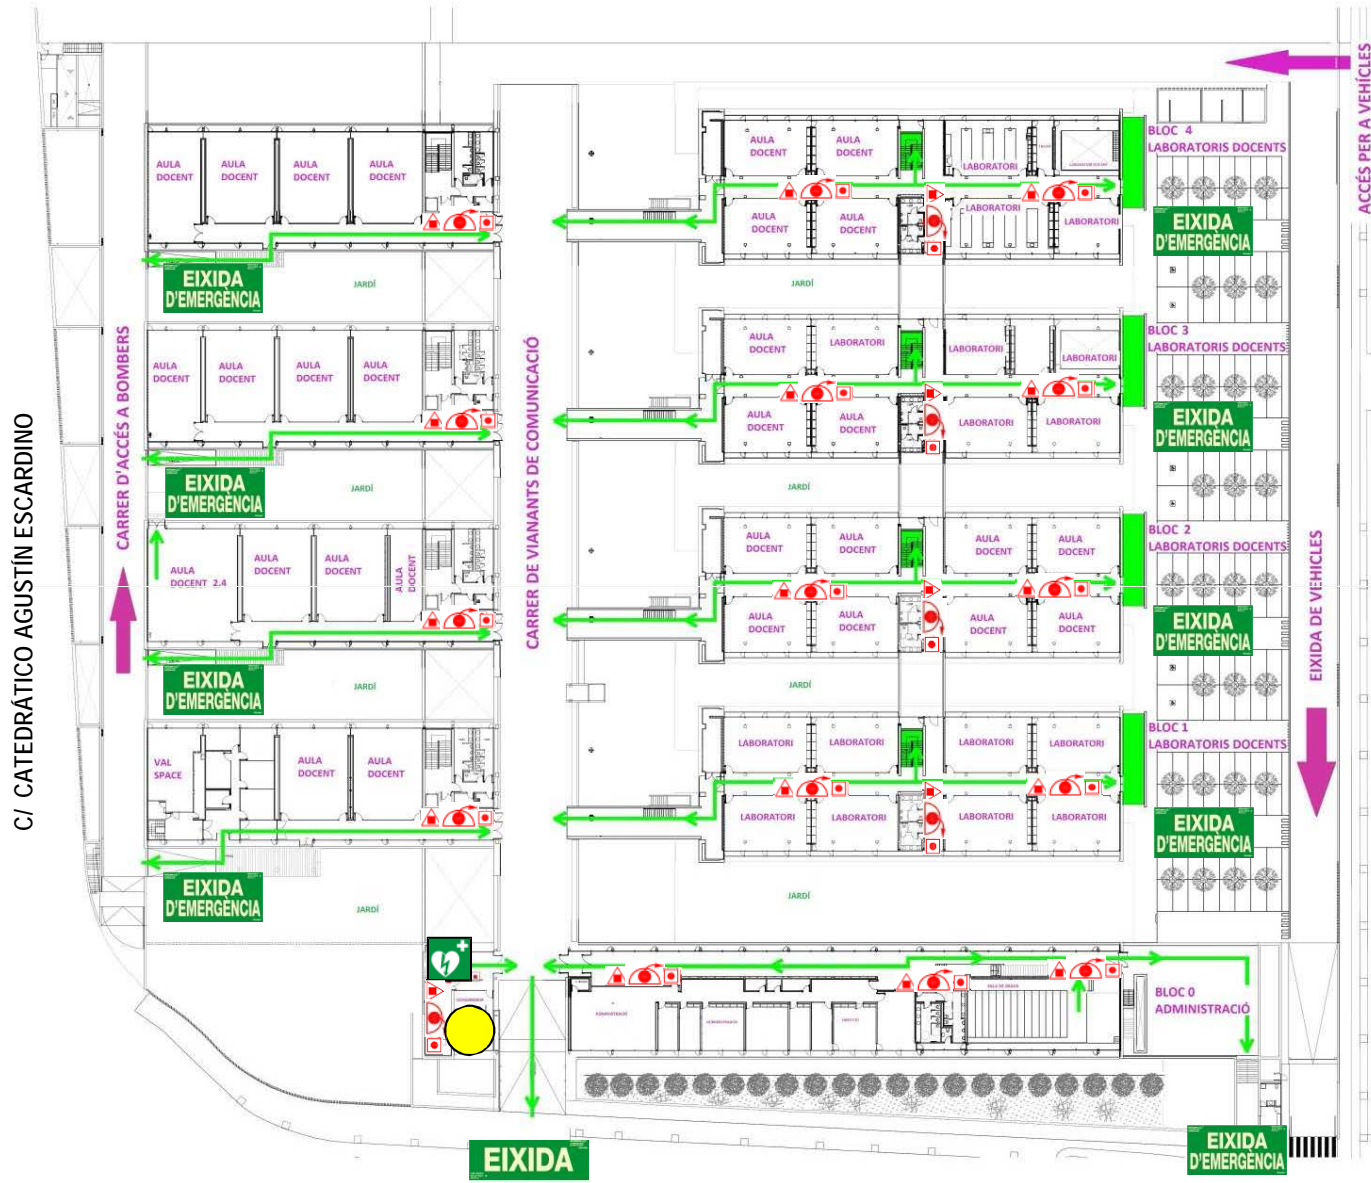 ACCÉS PER A VEHÍCLES
C/ CATEDRÁTICO AGUSTÍN ESCARDINO
CARRER D'ACCÉS A BOMBERS
CARRER DE VIANANTS DE COMUNICACIÓ
EIXIDA DE VEHICLES
AULA
DOCENT
AULA
DOCENT
AULA
DOCENT
AULA
DOCENT
EIXIDA
D'EMERGÈNCIA
JARDÍ
AULA
DOCENT
AULA
DOCENT
AULA
DOCENT
AULA
DOCENT
EIXIDA
D'EMERGÈNCIA
JARDÍ
AULA
DOCENT 2.4
AULA
DOCENT
AULA
DOCENT
AULA
DOCENT
EIXIDA
D'EMERGÈNCIA
JARDÍ
VAL
SPACE
AULA
DOCENT
AULA
DOCENT
EIXIDA
D'EMERGÈNCIA
JARDÍ
BLOC 4
LABORATORIS DOCENTS
AULA
DOCENT
AULA
DOCENT
LABORATORI
AULA
DOCENT
AULA
DOCENT
LABORATORI
LABORATORI
EIXIDA
D'EMERGÈNCIA
JARDÍ
BLOC 3
LABORATORIS DOCENTS
AULA
DOCENT
LABORATORI
LABORATORI
LABORATORI
AULA
DOCENT
AULA
DOCENT
LABORATORI
LABORATORI
EIXIDA
D'EMERGÈNCIA
JARDÍ
BLOC 2
LABORATORIS DOCENTS
AULA
DOCENT
AULA
DOCENT
AULA
DOCENT
AULA
DOCENT
AULA
DOCENT
AULA
DOCENT
AULA
DOCENT
AULA
DOCENT
EIXIDA
D'EMERGÈNCIA
JARDÍ
BLOC 1
LABORATORIS DOCENTS
LABORATORI
LABORATORI
LABORATORI
LABORATORI
LABORATORI
LABORATORI
LABORATORI
LABORATORI
EIXIDA
D'EMERGÈNCIA
JARDÍ
BLOC 0
ADMINISTRACIÓ
EIXIDA
EIXIDA
D'EMERGÈNCIA